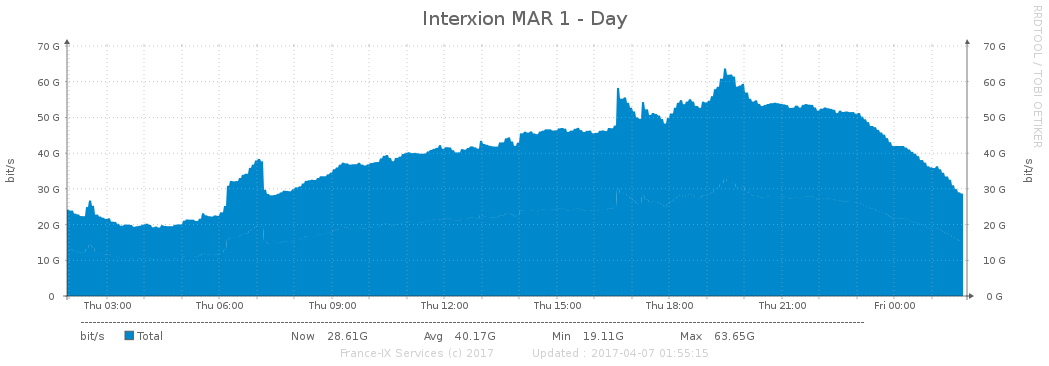 Interxion MAR 1 - Day
RRDTOOL / TOBI OETIKER
bit/s
70 G 70 G
60 G 60 G
50 G 50 G
40 G 40 G
30 G 30 G
20 G 20 G
10 G 10 G
0 0 G
bit/s
Thu 03:00 Thu 06:00 Thu 09:00 Thu 12:00 Thu 15:00 Thu 18:00 Thu 21:00 Fri 00:00
bit/s Total Now 28.61G Avg 40.17G Min 19.11G Max 63.65G
France-IX Services (c) 2017 Updated : 2017-04-07 01:55:15